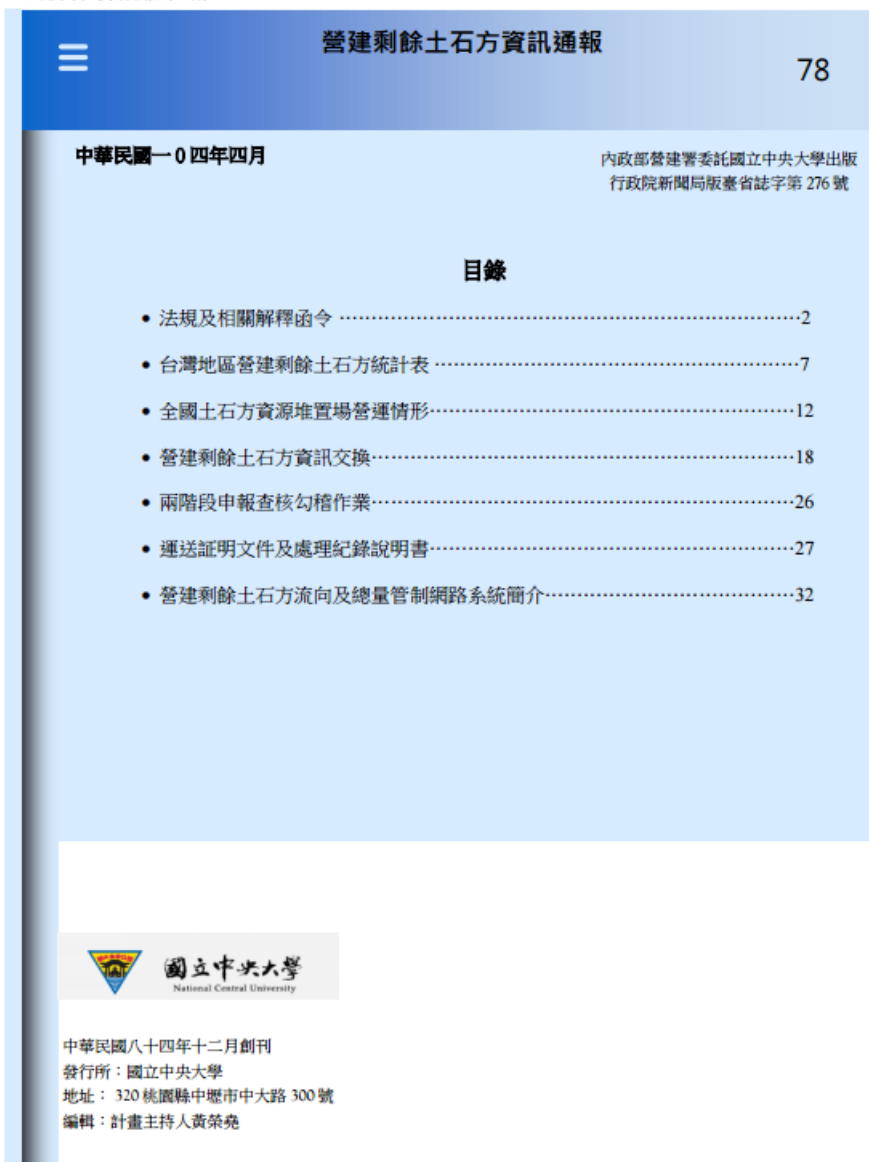 營建剩餘土石方資訊通報
78
中華民國一0四年四月
內政部營建署委託國立中央大學出版
行政院新聞局版臺省誌字第 276 號
目錄
• 法規及相關解釋函令 ⋯⋯⋯⋯⋯⋯⋯⋯⋯⋯⋯⋯⋯⋯⋯⋯⋯⋯⋯⋯2
• 台灣地區營建剩餘土石方統計表 ⋯⋯⋯⋯⋯⋯⋯⋯⋯⋯⋯⋯⋯⋯⋯7
• 全國土石方資源堆置場營運情形⋯⋯⋯⋯⋯⋯⋯⋯⋯⋯⋯⋯⋯⋯⋯12
• 營建剩餘土石方資訊交換⋯⋯⋯⋯⋯⋯⋯⋯⋯⋯⋯⋯⋯⋯⋯⋯⋯⋯18
• 兩階段申報查核勾稽作業⋯⋯⋯⋯⋯⋯⋯⋯⋯⋯⋯⋯⋯⋯⋯⋯⋯⋯26
• 運送証明文件及處理紀錄說明書⋯⋯⋯⋯⋯⋯⋯⋯⋯⋯⋯⋯⋯⋯⋯27
• 營建剩餘土石方流向及總量管制網路系統簡介⋯⋯⋯⋯⋯⋯⋯⋯⋯32
國立中央大學
National Central University
中華民國八十四年十二月創刊
發行所：國立中央大學
地址： 320 桃園縣中壢市中大路 300 號
編輯：計畫主持人黃榮堯